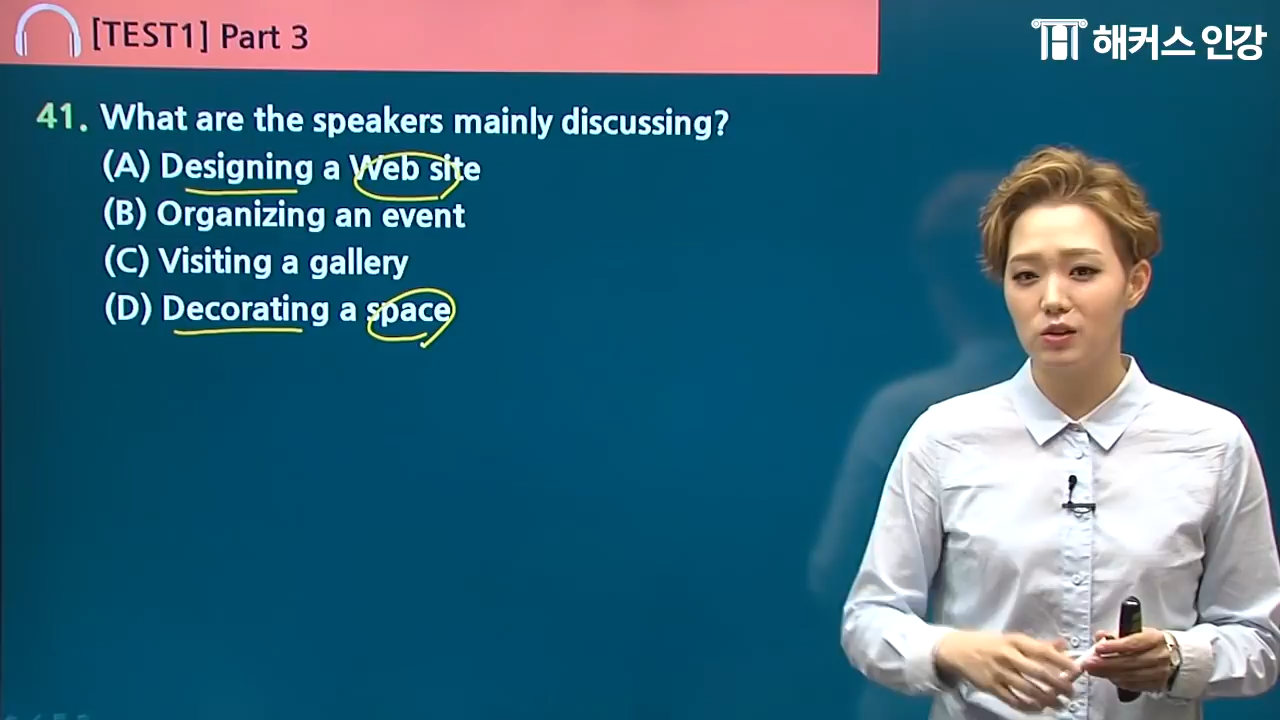 [TEST1] Part 3
해커스 인강
41. What are the speakers mainly discussing?
(A) Designing a Web site
(B) Organizing an event
(C) Visiting a gallery
(D) Decorating a space